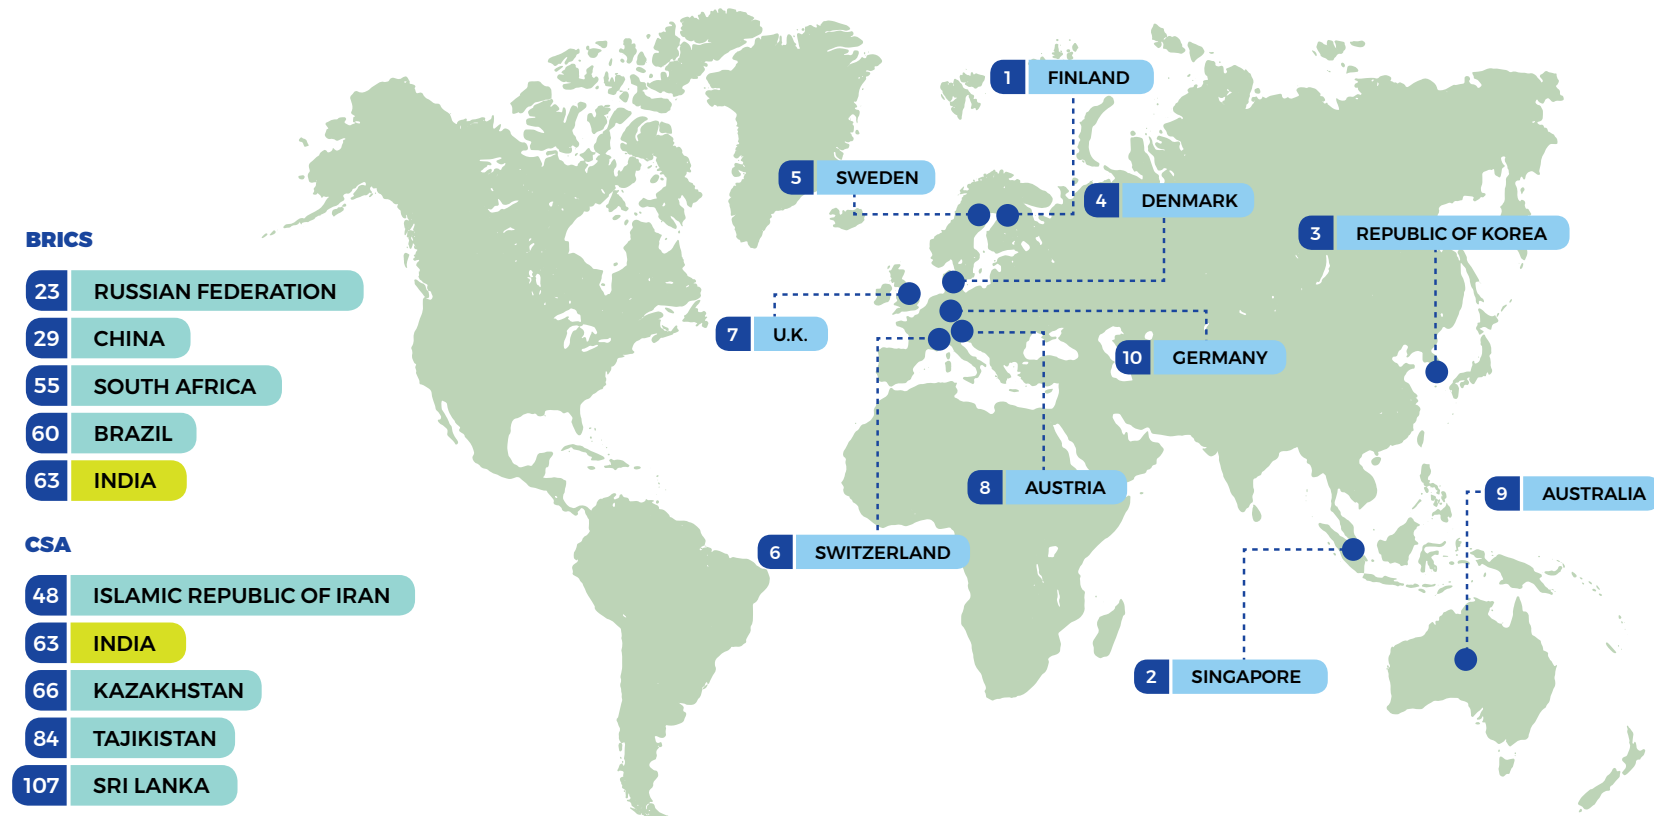 1 FINLAND
5 SWEDEN
4 DENMARK
3 REPUBLIC OF KOREA
BRICS
23 RUSSIAN FEDERATION
29 CHINA
55 SOUTH AFRICA
60 BRAZIL
63 INDIA
7 U.K.
10 GERMANY
8 AUSTRIA
9 AUSTRALIA
6 SWITZERLAND
2 SINGAPORE
CSA
48 ISLAMIC REPUBLIC OF IRAN
63 INDIA
66 KAZAKHSTAN
84 TAJIKISTAN
107 SRI LANKA